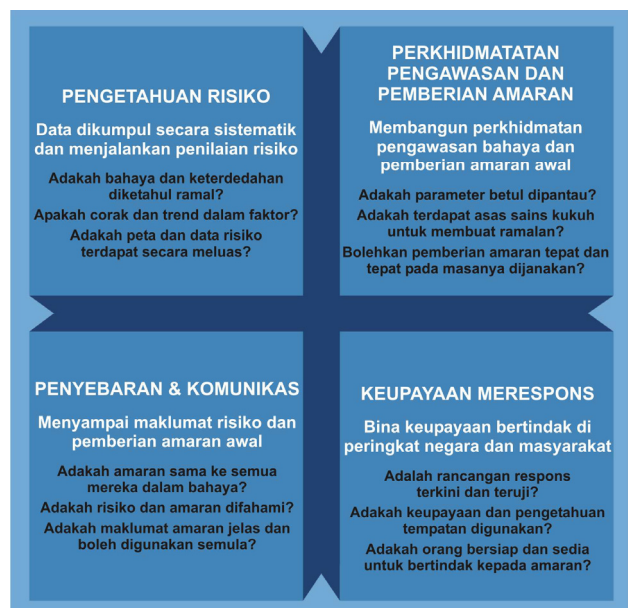 PENGETAHUAN RISIKO
Data dikumpul secara sistematik
dan menjalankan penilaian risiko
Adakah bahaya dan keterdedahan
diketahul ramal?
Apakah corak dan trend dalam faktor?
Adakah peta dan data risiko
terdapat secara meluas?
PERKHIDMATATAN
PENGAWASAN DAN
PEMBERIAN AMARAN
Membangun perkhidmatan
pengawasan bahaya dan
pemberian amaran awal
Adakah parameter betul dipantau?
Adakah terdapat asas sains kukuh
untuk membuat ramalan?
Bolehkan pemberian amaran tepat dan
tepat pada masanya dijanakan?
PENYEBARAN & KOMUNIKAS
Menyampai maklumat risiko dan
pemberian amaran awal
Adakah amaran sama ke semua
mereka dalam bahaya?
Adakah risiko dan amaran difahami?
Adakah maklumat amaran jelas dan
boleh digunakan semula?
KEUPAYAAN MERESPONS
Bina keupayaan bertindak di
peringkat negara dan masyarakat
Adalah rancangan respons
terkini dan teruji?
Adakah keupayaan dan pengetahuan
tempatan digunakan?
Adakah orang bersiap dan sedia
untuk bertindak kepada amaran?